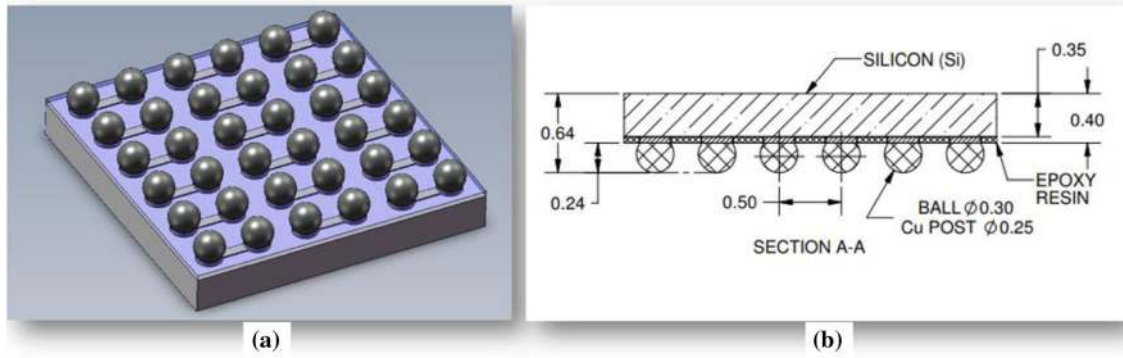 SILICON (Si)
0.35
0.64
0.40
0.24
0.50
BALL Ø0.30
Cu POST Ø0.25
EPOXY
RESIN
SECTION A-A
(a)
(b)